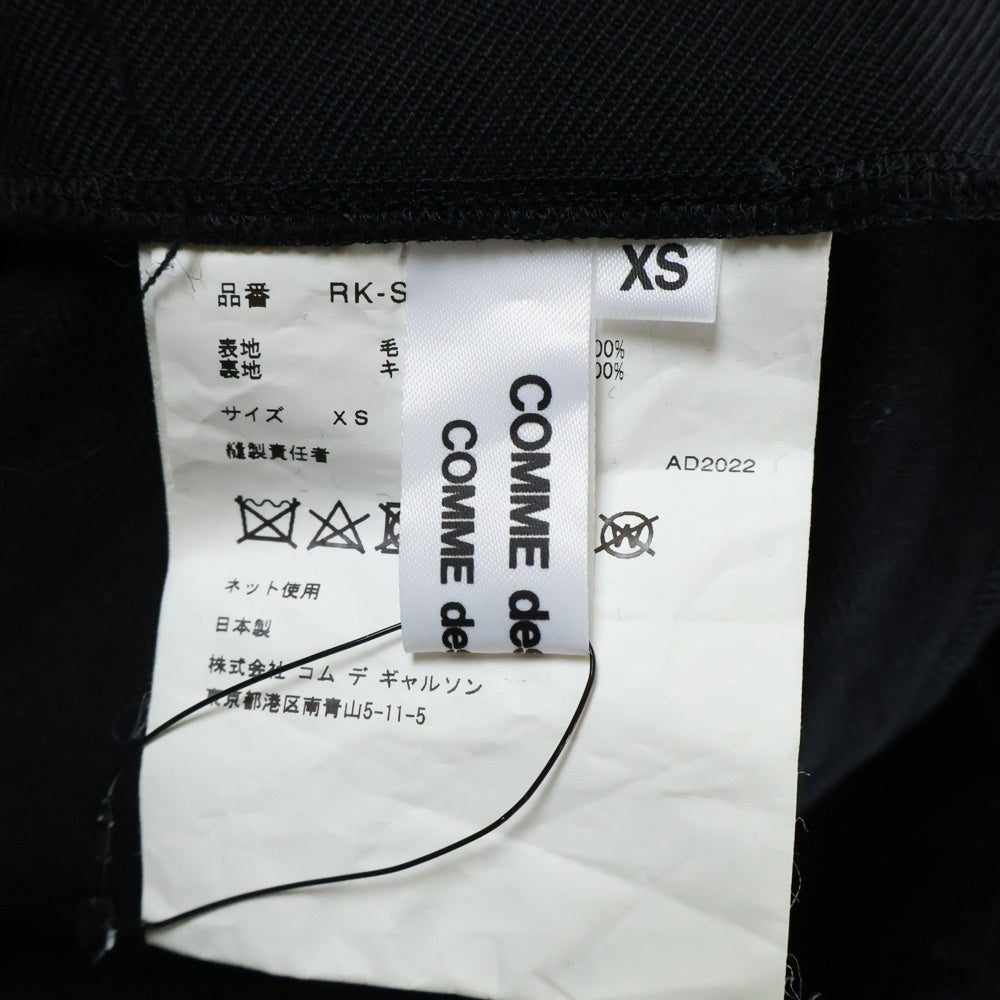 XS
品番 RK-S
表地 毛 00%
裏地 キ 00%
サイズ XS
縫製責任者
AD2022
W
ネット使用
日本製
株式会社 コム デ ギャルソン
東京都港区南青山5-11-5
COMME des
COMME des